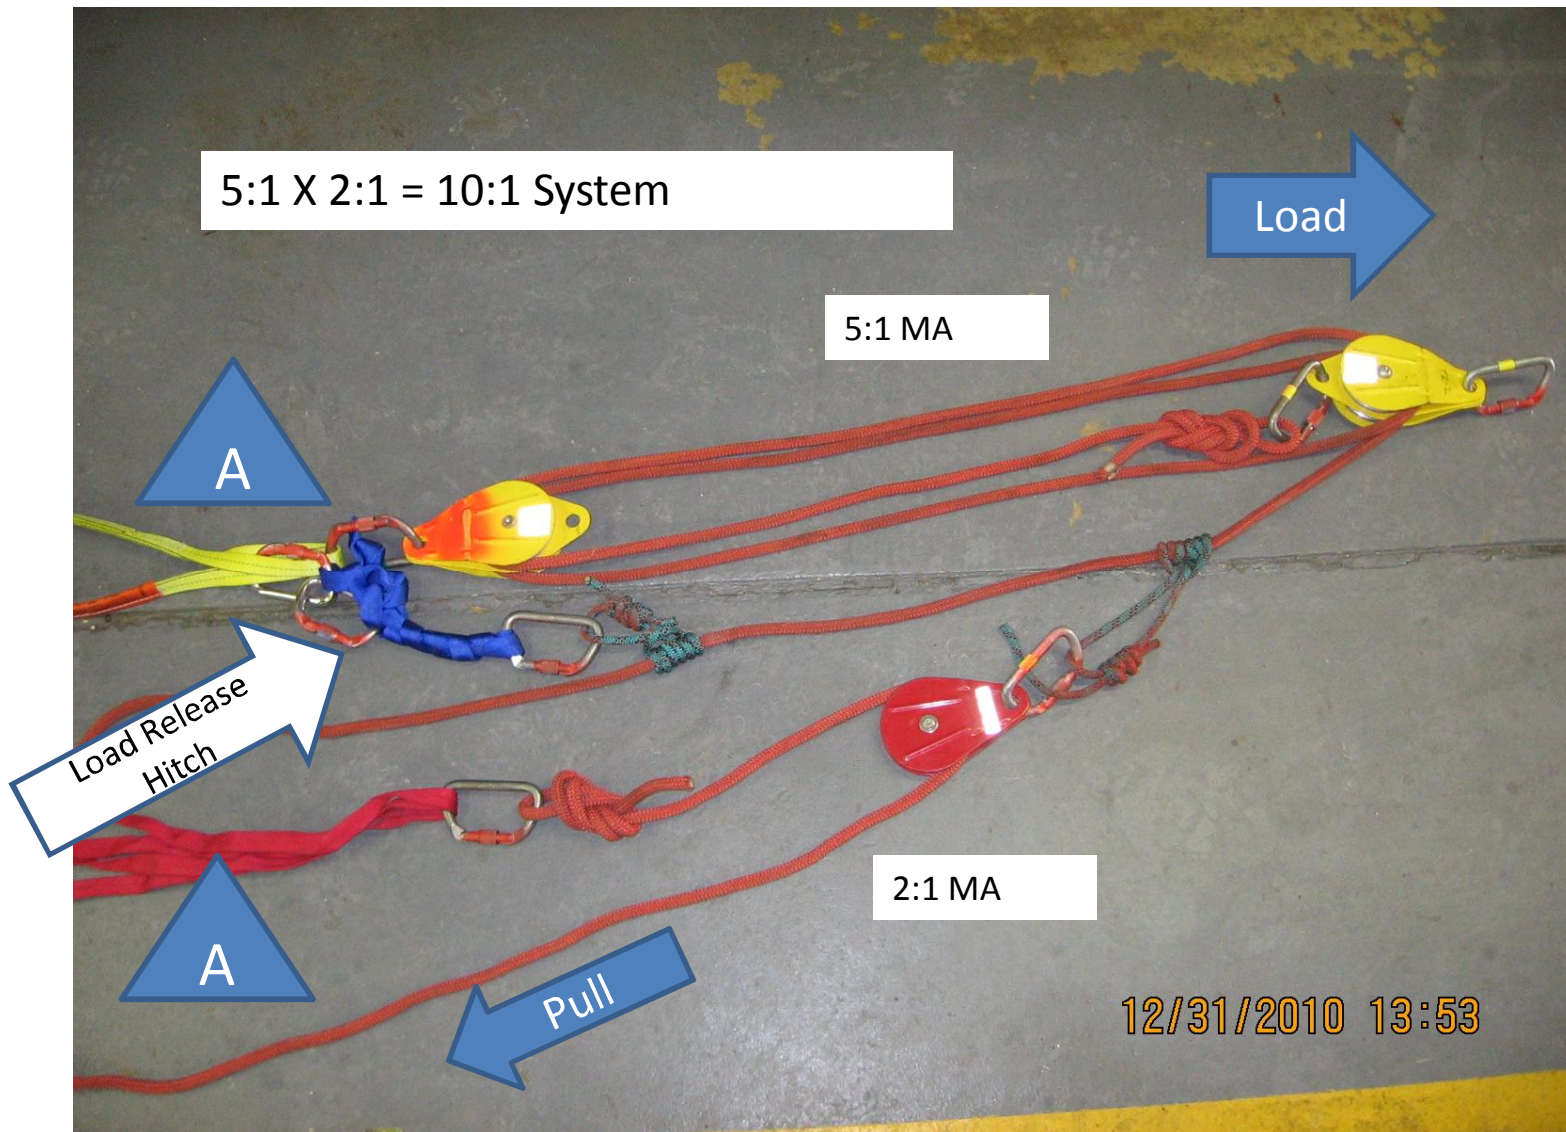 5:1 X 2:1 = 10:1 System
Load
5:1 MA
A
Load Release
Hitch
2:1 MA
A
Pull
12/31/2010 13:53